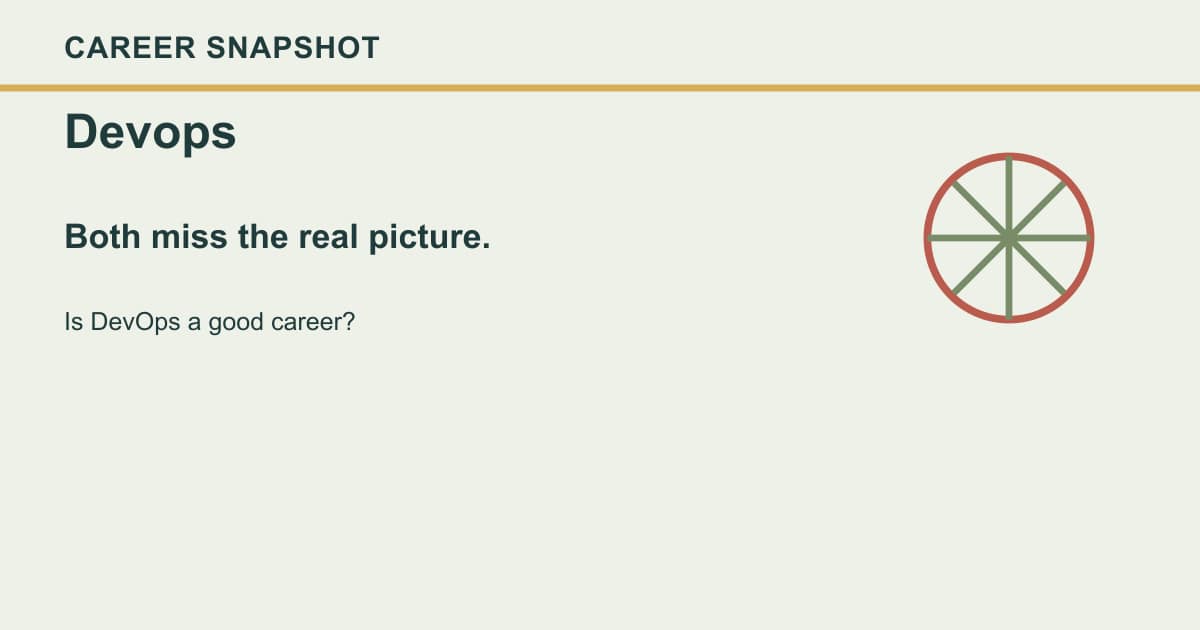 CAREER SNAPSHOT
Devops
Both miss the real picture.
Is DevOps a good career?